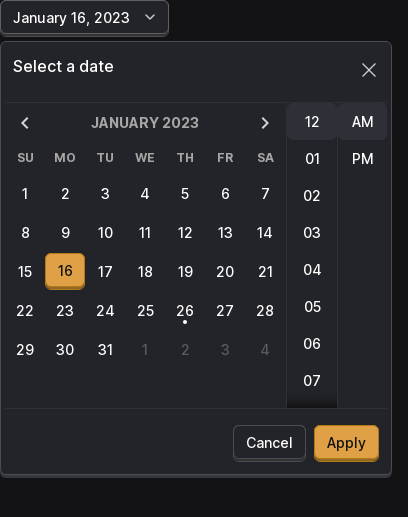 January 16, 2023
Select a date
JANUARY 2023
SU MO TU WE TH FR SA
1 2 3 4 5 6 7
8 9 10 11 12 13 14
15 16 17 18 19 20 21
22 23 24 25 26 27 28
29 30 31 1 2 3 4
12
01
02
03
04
05
06
07
AM
PM
Cancel Apply